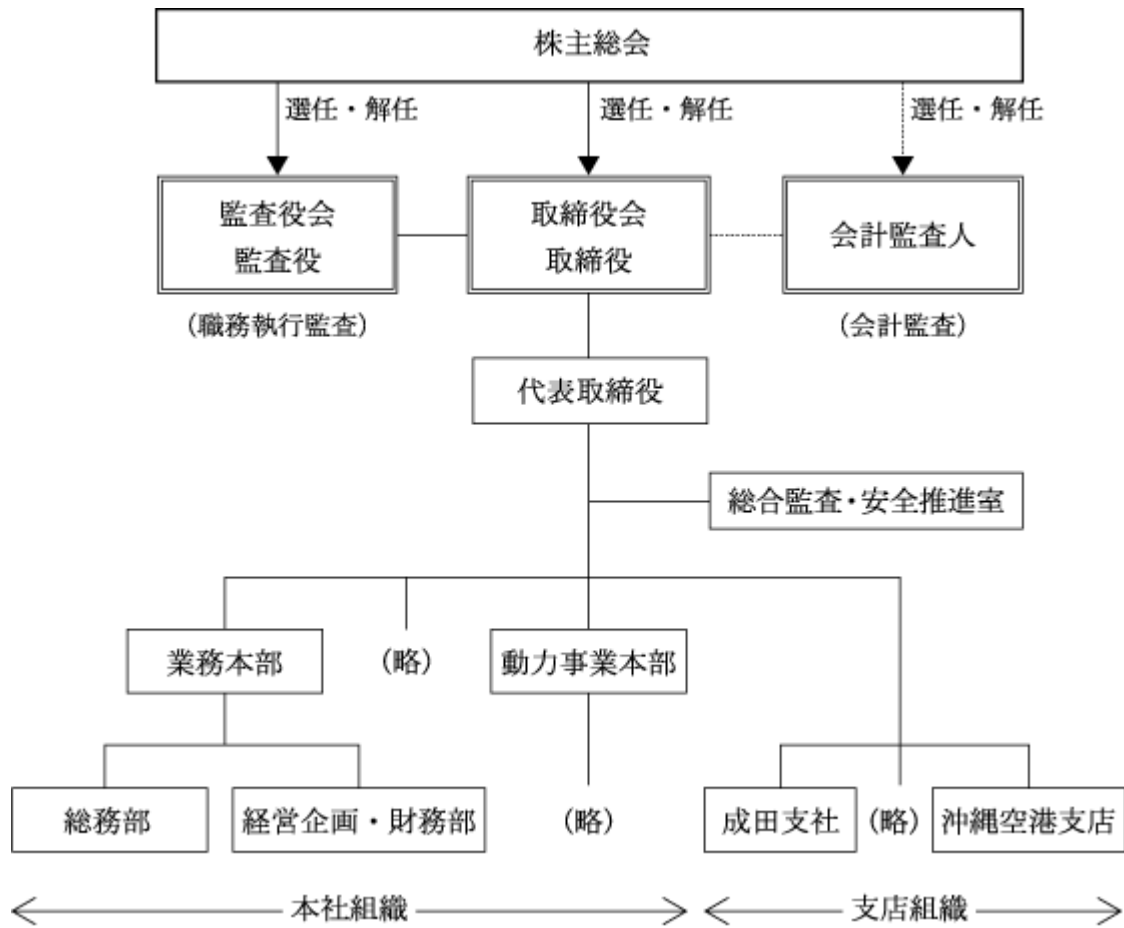 株主総会
選任・解任
選任・解任
選任・解任
監査役会
監査役
取締役会
取締役
会計監査人
(職務執行監査)
(会計監査)
代表取締役
総合監査・安全推進室
業務本部
(略)
動力事業本部
総務部
経営企画・財務部
(略)
成田支社
(略)
沖縄空港支店
本社組織
支店組織